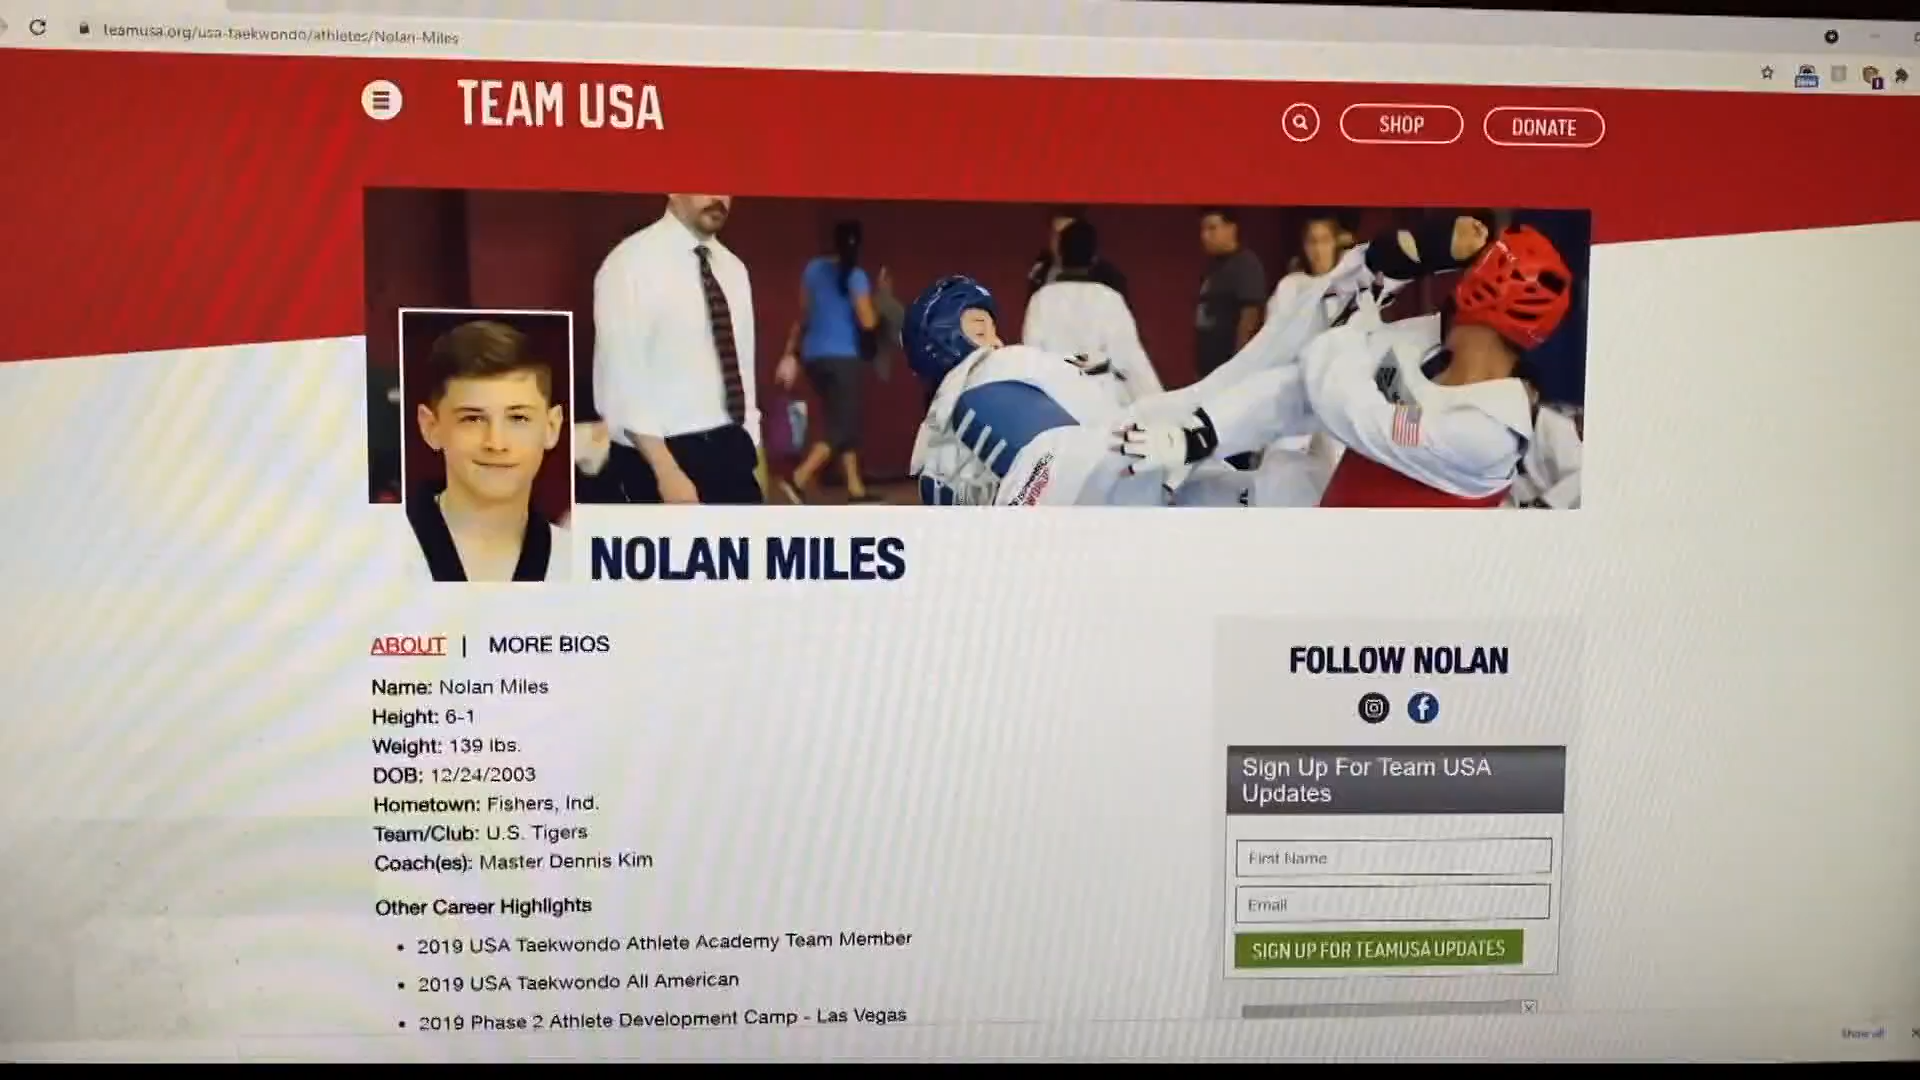 teamusa.org/usa-taekwondo/athletes/Nolan-Miles
TEAM USA
SHOP
DONATE
NOLAN MILES
ABOUT | MORE BIOS
Name: Nolan Miles
Height: 6-1
Weight: 139 lbs.
DOB: 12/24/2003
Hometown: Fishers, Ind.
Team/Club: U.S. Tigers
Coach(es): Master Dennis Kim
Other Career Highlights
• 2019 USA Taekwondo Athlete Academy Team Member
• 2019 USA Taekwondo All American
• 2019 Phase 2 Athlete Development Camp - Las Vegas
FOLLOW NOLAN
Sign Up For Team USA
Updates
First Name
Email
SIGN UP FOR TEAMUSA UPDATES
Show all